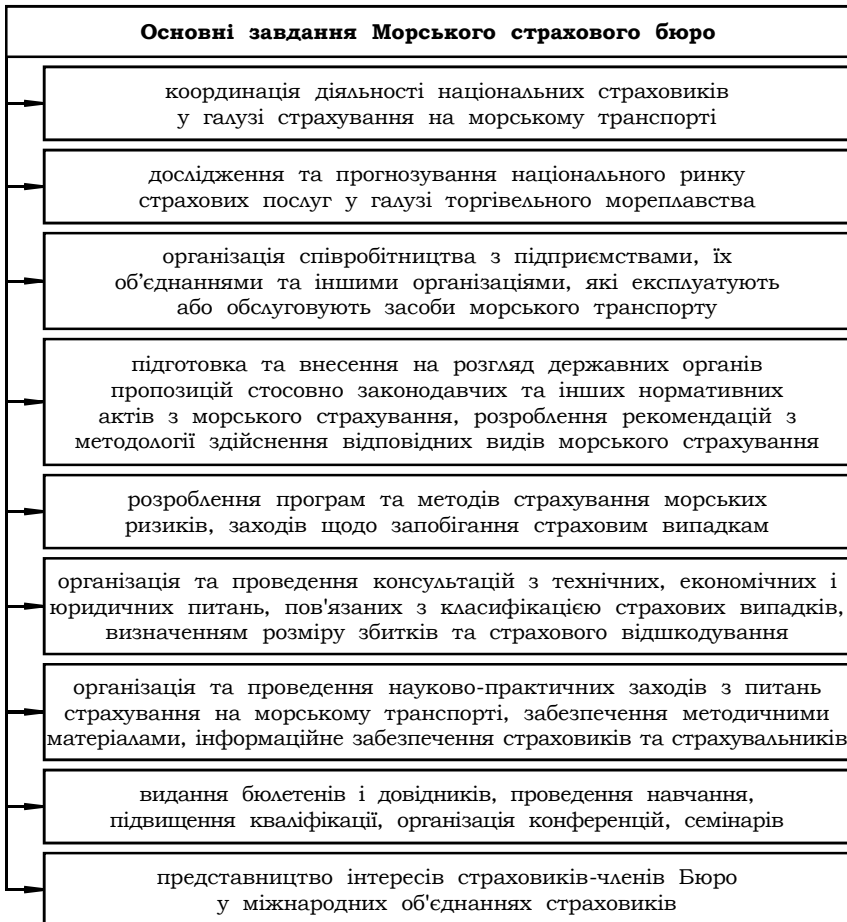 Основні завдання Морського страхового бюро
координація діяльності національних страховиків
у галузі страхування на морському транспорті
дослідження та прогнозування національного ринку
страхових послуг у галузі торгівельного мореплавства
організація співробітництва з підприємствами, їх
об’єднаннями та іншими організаціями, які експлуатують
або обслуговують засоби морського транспорту
підготовка та внесення на розгляд державних органів
пропозицій стосовно законодавчих та інших нормативних
актів з морського страхування, розроблення рекомендацій з
методології здійснення відповідних видів морського страхування
розроблення програм та методів страхування морських
ризиків, заходів щодо запобігання страховим випадкам
організація та проведення консультацій з технічних, економічних і
юридичних питань, пов'язаних з класифікацією страхових випадків,
визначенням розміру збитків та страхового відшкодування
організація та проведення науково-практичних заходів з питань
страхування на морському транспорті, забезпечення методичними
матеріалами, інформаційне забезпечення страховиків та страхувальників
видання бюлетенів і довідників, проведення навчання,
підвищення кваліфікації, організація конференцій, семінарів
представництво інтересів страховиків-членів Бюро
у міжнародних об'єднаннях страховиків